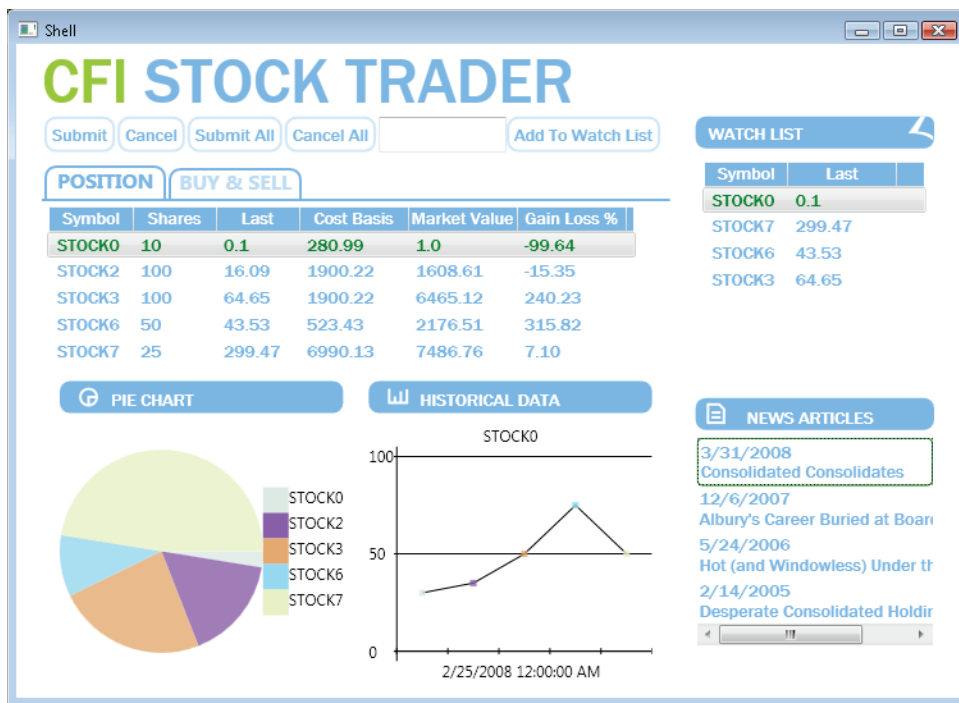 Shell
CFI STOCK TRADER
Submit Cancel Submit All Cancel All Add To Watch List
POSITION BUY & SELL
Symbol Shares Last Cost Basis Market Value Gain Loss %
STOCK0 10 0.1 280.99 1.0 -99.64
STOCK2 100 16.09 1900.22 1608.61 -15.35
STOCK3 100 64.65 1900.22 6465.12 240.23
STOCK6 50 43.53 523.43 2176.51 315.82
STOCK7 25 299.47 6990.13 7486.76 7.10
WATCH LIST
Symbol Last
STOCK0 0.1
STOCK7 299.47
STOCK6 43.53
STOCK3 64.65
PIE CHART
STOCK0
STOCK2
STOCK3
STOCK6
STOCK7
HISTORICAL DATA
STOCK0
100
50
0
2/25/2008 12:00:00 AM
NEWS ARTICLES
3/31/2008
Consolidated Consolidates
12/6/2007
Albury's Career Buried at Board
5/24/2006
Hot (and Windowless) Under th
2/14/2005
Desperate Consolidated Holdin